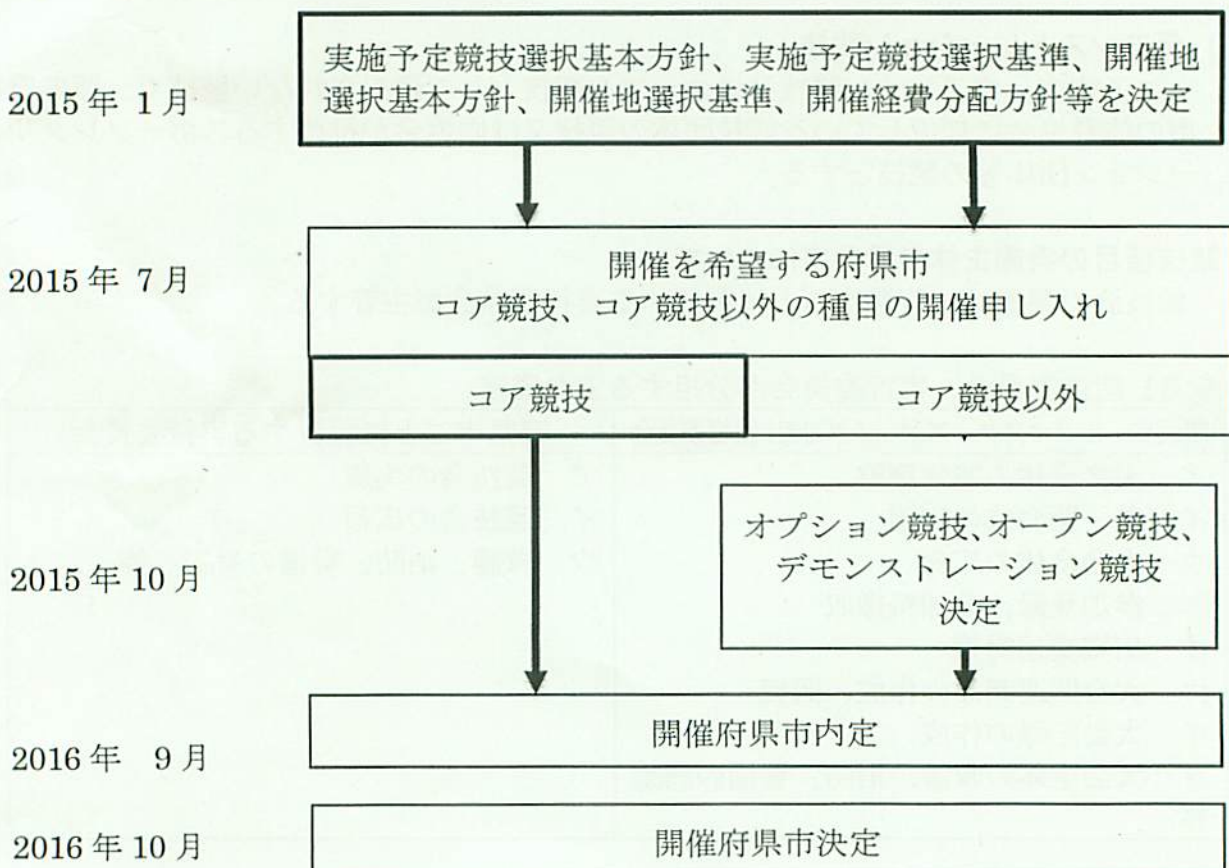 2015年 1月
実施予定競技選択基本方針、実施予定競技選択基準、開催地
選択基本方針、開催地選択基準、開催経費分配方針等を決定
2015年 7月
開催を希望する府県市
コア競技、コア競技以外の種目の開催申し入れ
コア競技
コア競技以外
2015年 10月
オプション競技、オープン競技、
デモンストレーション競技
決定
2016年 9月
開催府県市内定
2016年 10月
開催府県市決定